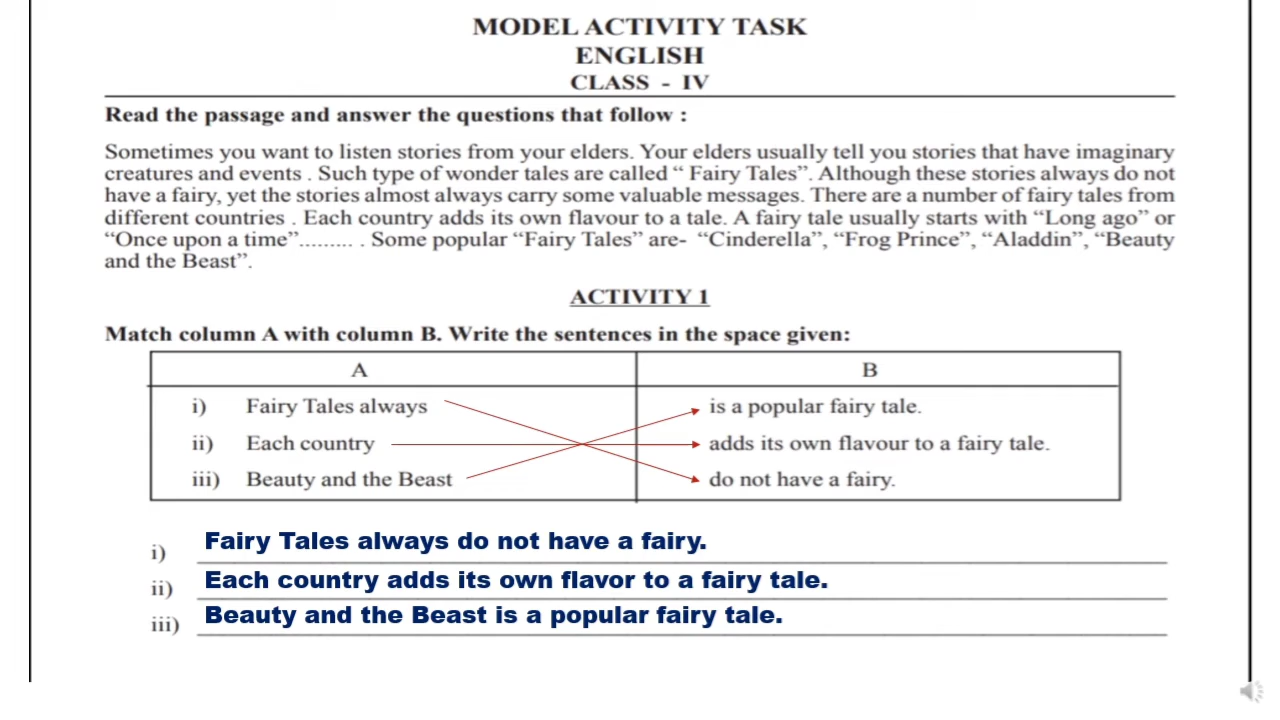 MODEL ACTIVITY TASK
ENGLISH
CLASS - IV
Read the passage and answer the questions that follow :
Sometimes you want to listen stories from your elders. Your elders usually tell you stories that have imaginary
creatures and events . Such type of wonder tales are called “ Fairy Tales”. Although these stories always do not
have a fairy, yet the stories almost always carry some valuable messages. There are a number of fairy tales from
different countries . Each country adds its own flavour to a tale. A fairy tale usually starts with “Long ago” or
“Once upon a time”......... . Some popular “Fairy Tales” are- “Cinderella”, “Frog Prince”, “Aladdin”, “Beauty
and the Beast”.
ACTIVITY 1
Match column A with column B. Write the sentences in the space given:
A B
i) Fairy Tales always is a popular fairy tale.
ii) Each country adds its own flavour to a fairy tale.
iii) Beauty and the Beast do not have a fairy.
i) Fairy Tales always do not have a fairy.
ii) Each country adds its own flavor to a fairy tale.
iii) Beauty and the Beast is a popular fairy tale.